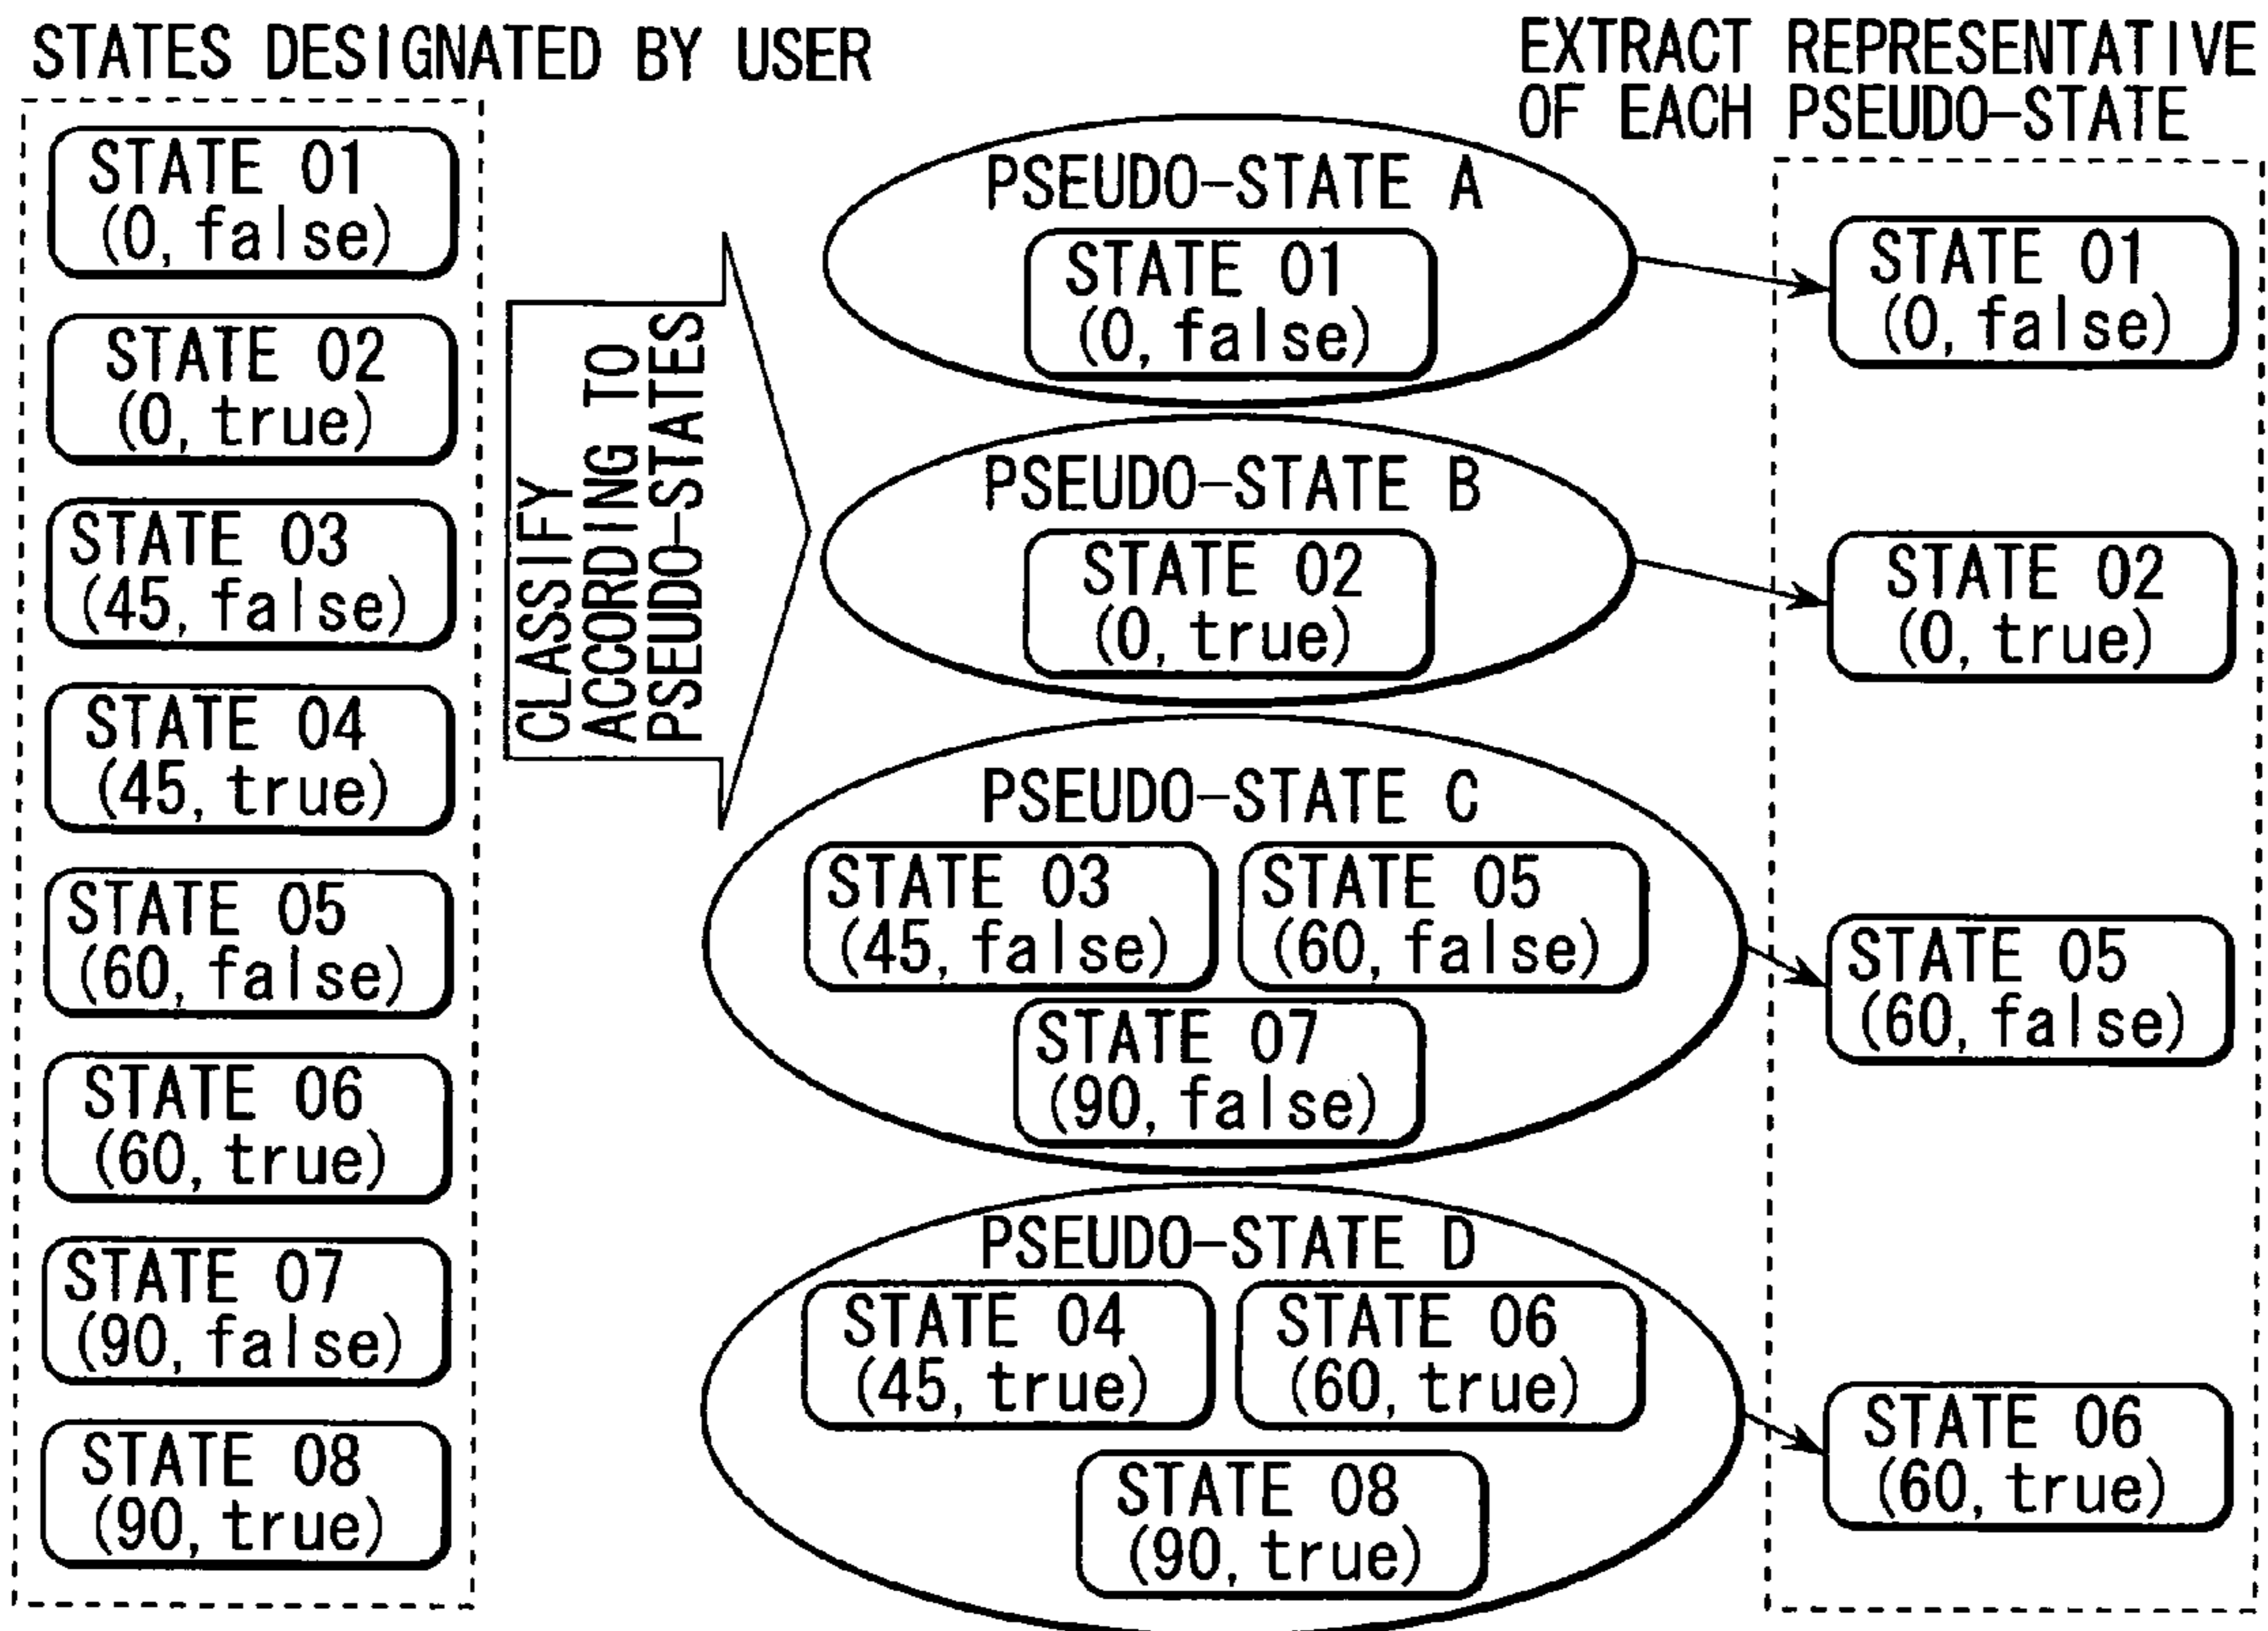 STATES DESIGNATED BY USER
STATE 01
(0, false)
STATE 02
(0, true)
STATE 03
(45, false)
STATE 04
(45, true)
STATE 05
(60, false)
STATE 06
(60, true)
STATE 07
(90, false)
STATE 08
(90, true)
CLASSIFY
ACCORDING TO
PSEUDO-STATES
PSEUDO-STATE A
STATE 01
(0, false)
PSEUDO-STATE B
STATE 02
(0, true)
PSEUDO-STATE C
STATE 03
(45, false)
STATE 05
(60, false)
STATE 07
(90, false)
PSEUDO-STATE D
STATE 04
(45, true)
STATE 06
(60, true)
STATE 08
(90, true)
EXTRACT REPRESENTATIVE
OF EACH PSEUDO-STATE
STATE 01
(0, false)
STATE 02
(0, true)
STATE 05
(60, false)
STATE 06
(60, true)